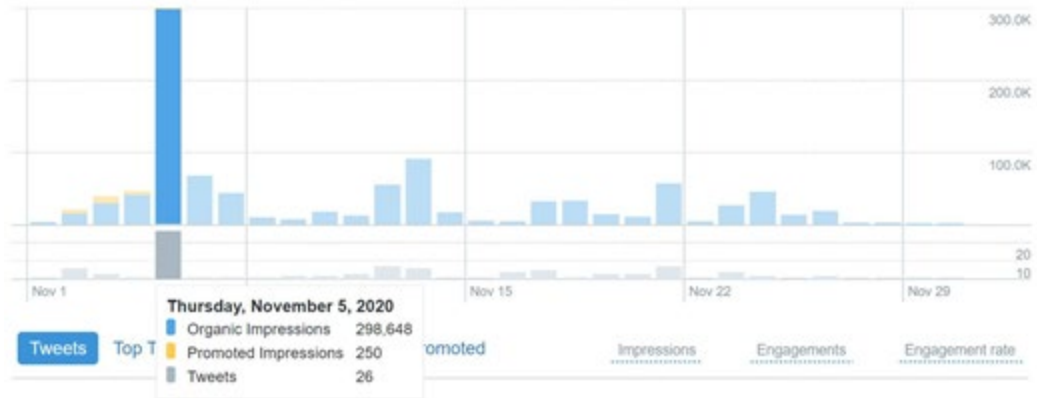 300.0K
200.0K
100.0K
20
10
Nov 1
Nov 15
Nov 22
Nov 29
Thursday, November 5, 2020
Organic Impressions 298,648
Promoted Impressions 250
Tweets 26
Tweets
Top T
romoted
Impressions
Engagements
Engagement rate